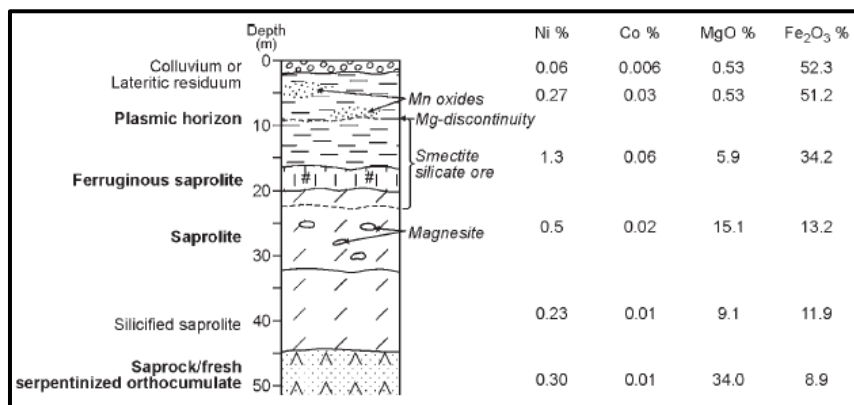 Depth
(m)
Ni % Co % MgO % Fe₂O₃ %
0
Colluvium or
Lateritic residuum
0.06 0.006 0.53 52.3
0.27 0.03 0.53 51.2
Mn oxides
Plasmic horizon
Mg-discontinuity
10
Smectite
silicate ore
1.3 0.06 5.9 34.2
# #
Ferruginous saprolite
20
Saprolite
Magnesite
0.5 0.02 15.1 13.2
30
Silicified saprolite
40
0.23 0.01 9.1 11.9
Saprock/fresh
serpentinized orthocumulate
50
0.30 0.01 34.0 8.9